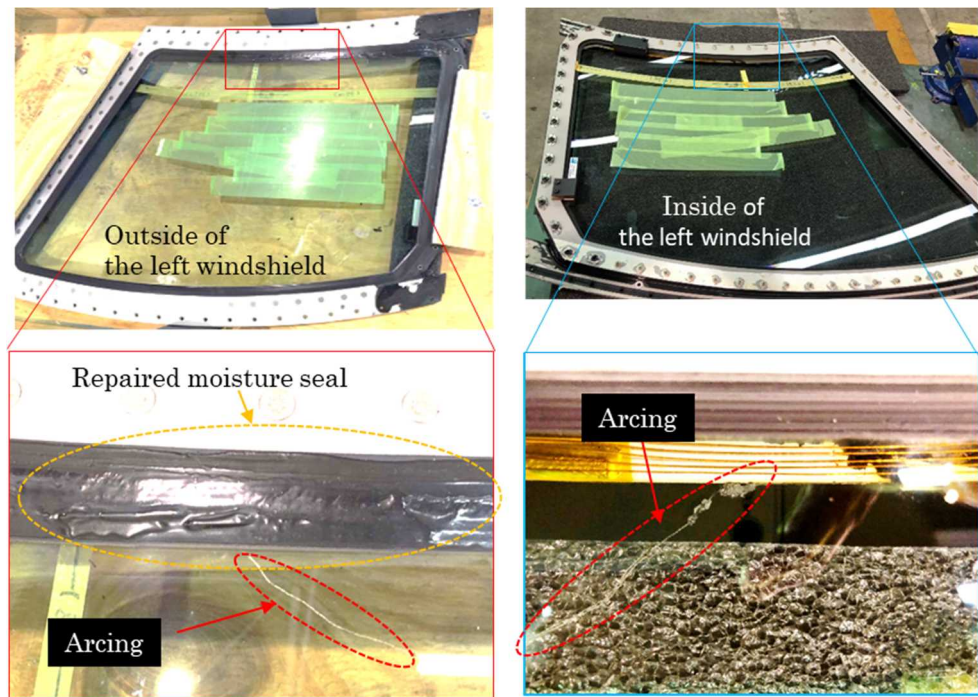 Outside of
the left windshield
Inside of
the left windshield
Repaired moisture seal
Arcing
Arcing